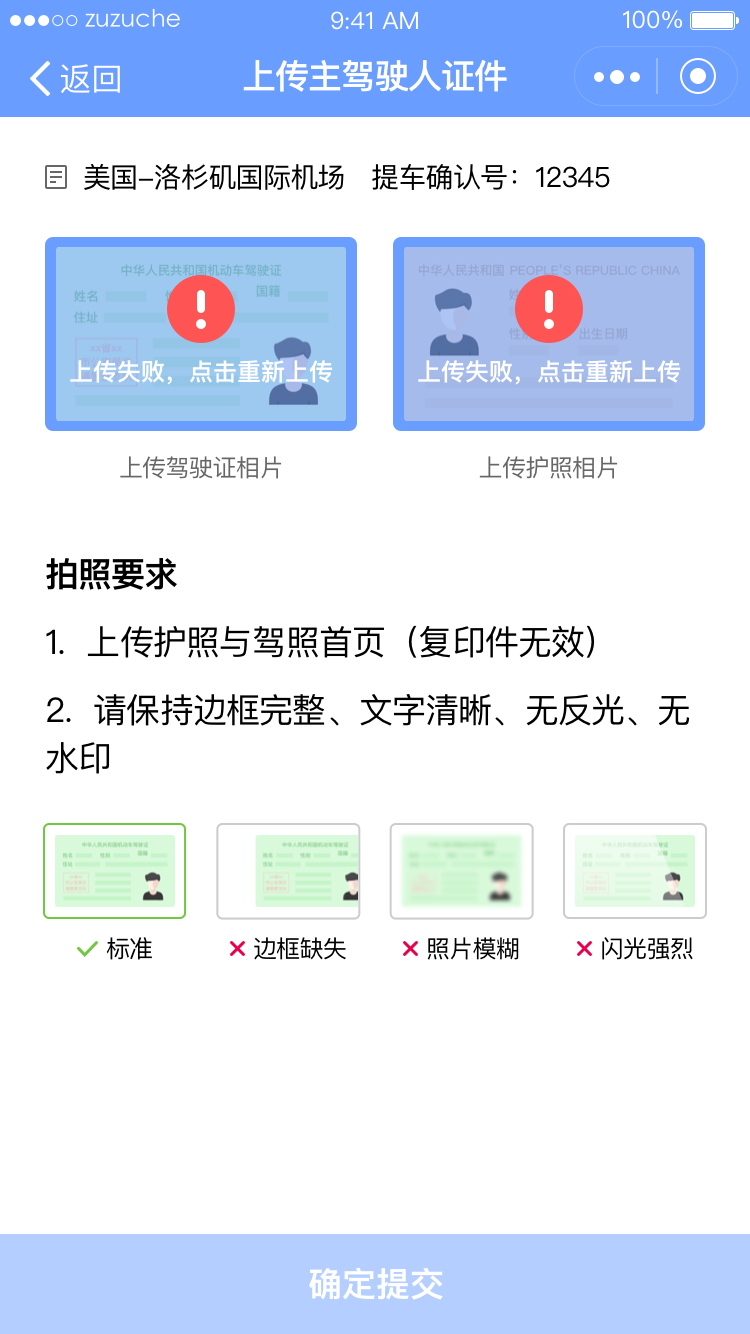 zuzuche 9:41 AM 100%
返回 上传主驾驶人证件
美国-洛杉矶国际机场 提车确认号：12345
中华人民共和国机动车驾驶证
姓名 国籍
住址
上传失败，点击重新上传
上传驾驶证相片
中华人民共和国 PEOPLE'S REPUBLIC CHINA
出生日期
上传失败，点击重新上传
上传护照相片
拍照要求
1. 上传护照与驾照首页（复印件无效）
2. 请保持边框完整、文字清晰、无反光、无
水印
标准 边框缺失 照片模糊 闪光强烈
确定提交